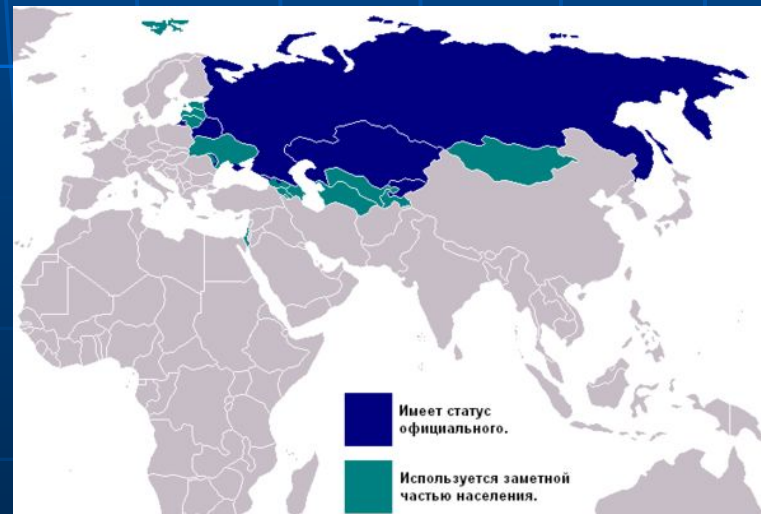 Имеет статус
официального.
Используется заметной
частью населения.